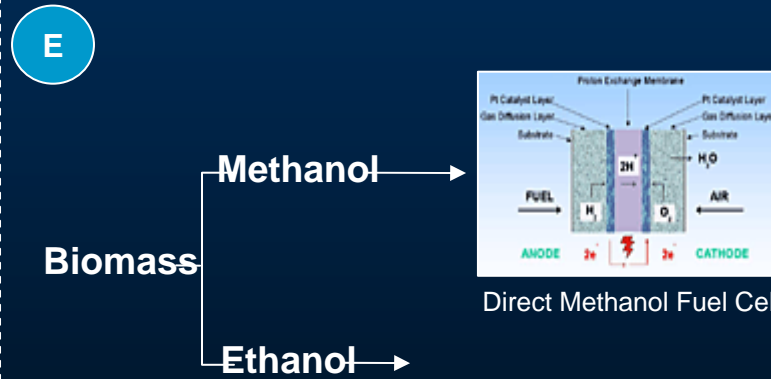 E
Proton Exchange Membrane
Pt Catalyst Layer Pt Catalyst Layer
Gas Diffusion Layer Gas Diffusion Laye
Substrate Substrate
2H+
H2O
FUEL AIR
H2 O2
ANODE 2e- 2e- CATHODE
Methanol
Direct Methanol Fuel Cel
Biomass
Ethanol